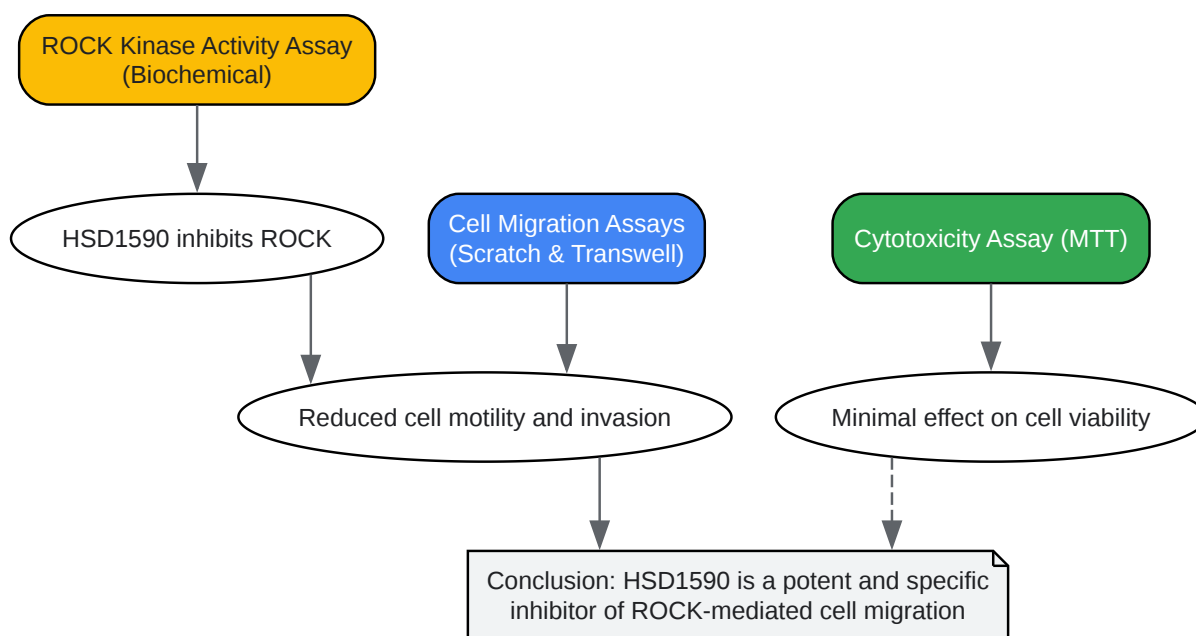 ROCK Kinase Activity Assay
(Biochemical)
HSD1590 inhibits ROCK
Cell Migration Assays
(Scratch & Transwell)
Cytotoxicity Assay (MTT)
Reduced cell motility and invasion
Minimal effect on cell viability
Conclusion: HSD1590 is a potent and specific
inhibitor of ROCK-mediated cell migration